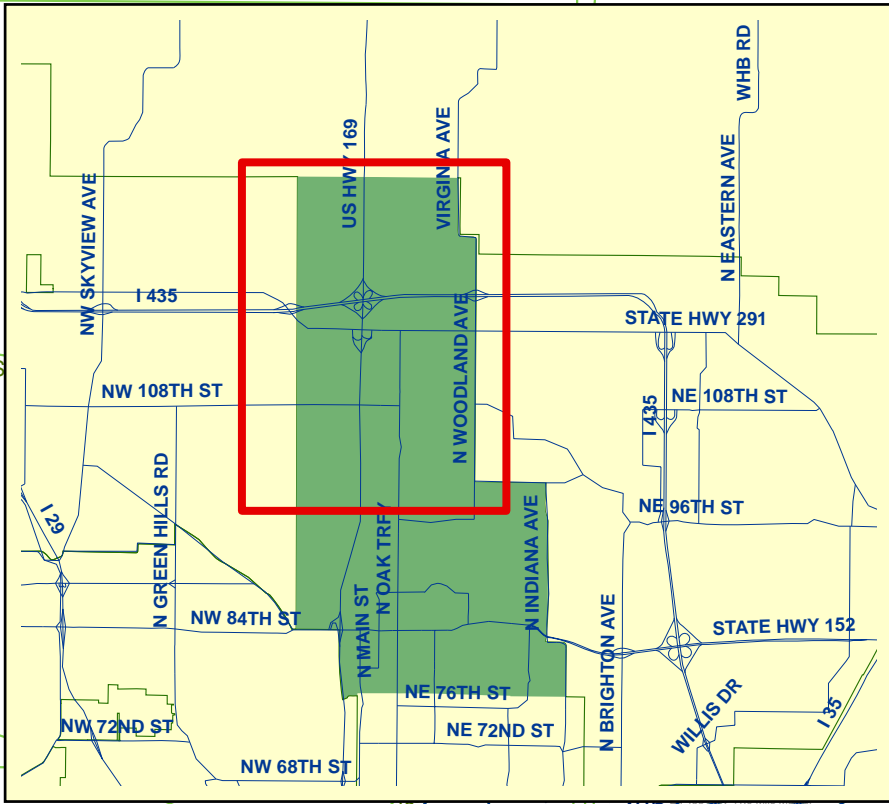 WHB RD
US HWY 169
VIRGINIA AVE
N EASTERN AVE
NW SKYVIEW AVE
I 435
STATE HWY 291
N WOODLAND AVE
NW 108TH ST
NE 108TH ST
I 435
N GREEN HILLS RD
I 29
NE 96TH ST
N OAK TRFY
N INDIANA AVE
NW 84TH ST
N MAIN ST
N BRIGHTON AVE
STATE HWY 152
NE 76TH ST
WILLIS DR
I 35
NW 72ND ST
NE 72ND ST
NW 68TH ST